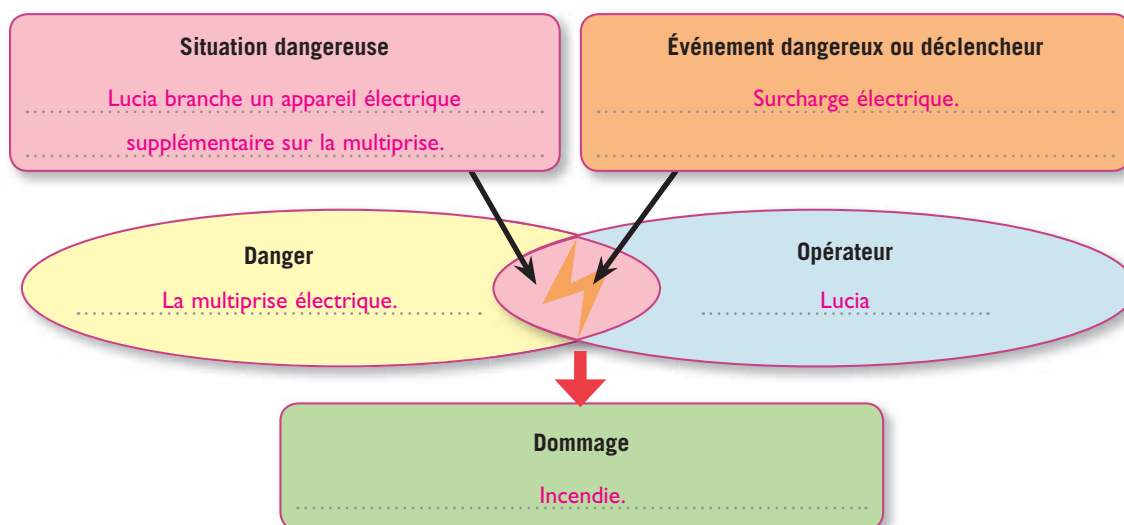 Situation dangereuse
Lucia branche un appareil électrique
supplémentaire sur la multiprise.
Événement dangereux ou déclencheur
Surcharge électrique.
Danger
La multiprise électrique.
Opérateur
Lucia
Dommage
Incendie.